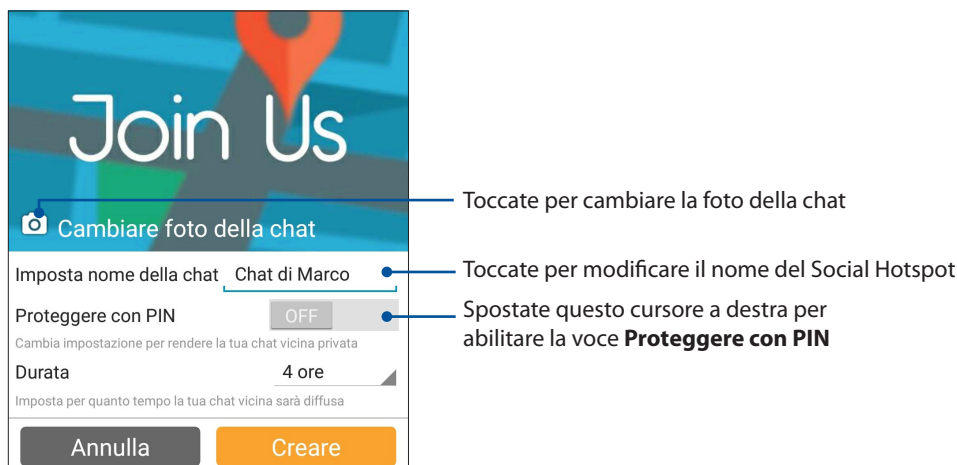 Join Us
Cambiare foto della chat
Toccate per cambiare la foto della chat
Imposta nome della chat Chat di Marco
Toccate per modificare il nome del Social Hotspot
Proteggere con PIN OFF
Cambia impostazione per rendere la tua chat vicina privata
Spostate questo cursore a destra per
abilitare la voce Proteggere con PIN
Durata 4 ore
Imposta per quanto tempo la tua chat vicina sarà diffusa
Annulla Creare